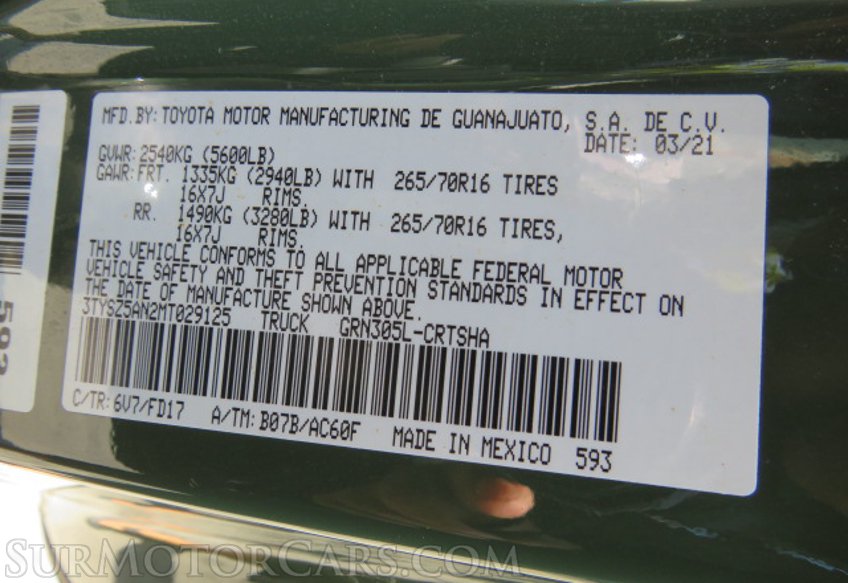 MFD.BY:TOYOTA MOTOR MANUFACTURING DE GUANAJUATO, S.A. DE C.V.
GVWR:2540KG (5600LB) DATE: 03/21
GAWR:FRT. 1335KG (2940LB) WITH 265/70R16 TIRES
16X7J RIMS.
RR. 1490KG (3280LB) WITH 265/70R16 TIRES,
16X7J RIMS.
THIS VEHICLE CONFORMS TO ALL APPLICABLE FEDERAL MOTOR
VEHICLE SAFETY AND THEFT PREVENTION STANDARDS IN EFFECT ON
THE DATE OF MANUFACTURE SHOWN ABOVE.
3TYSZ5AN2MT029125 TRUCK GRN305L-CRTSHA
C/TR:6V7/FD17 A/TM:B07B/AC60F MADE IN MEXICO 593
593
SurMotorCars.com